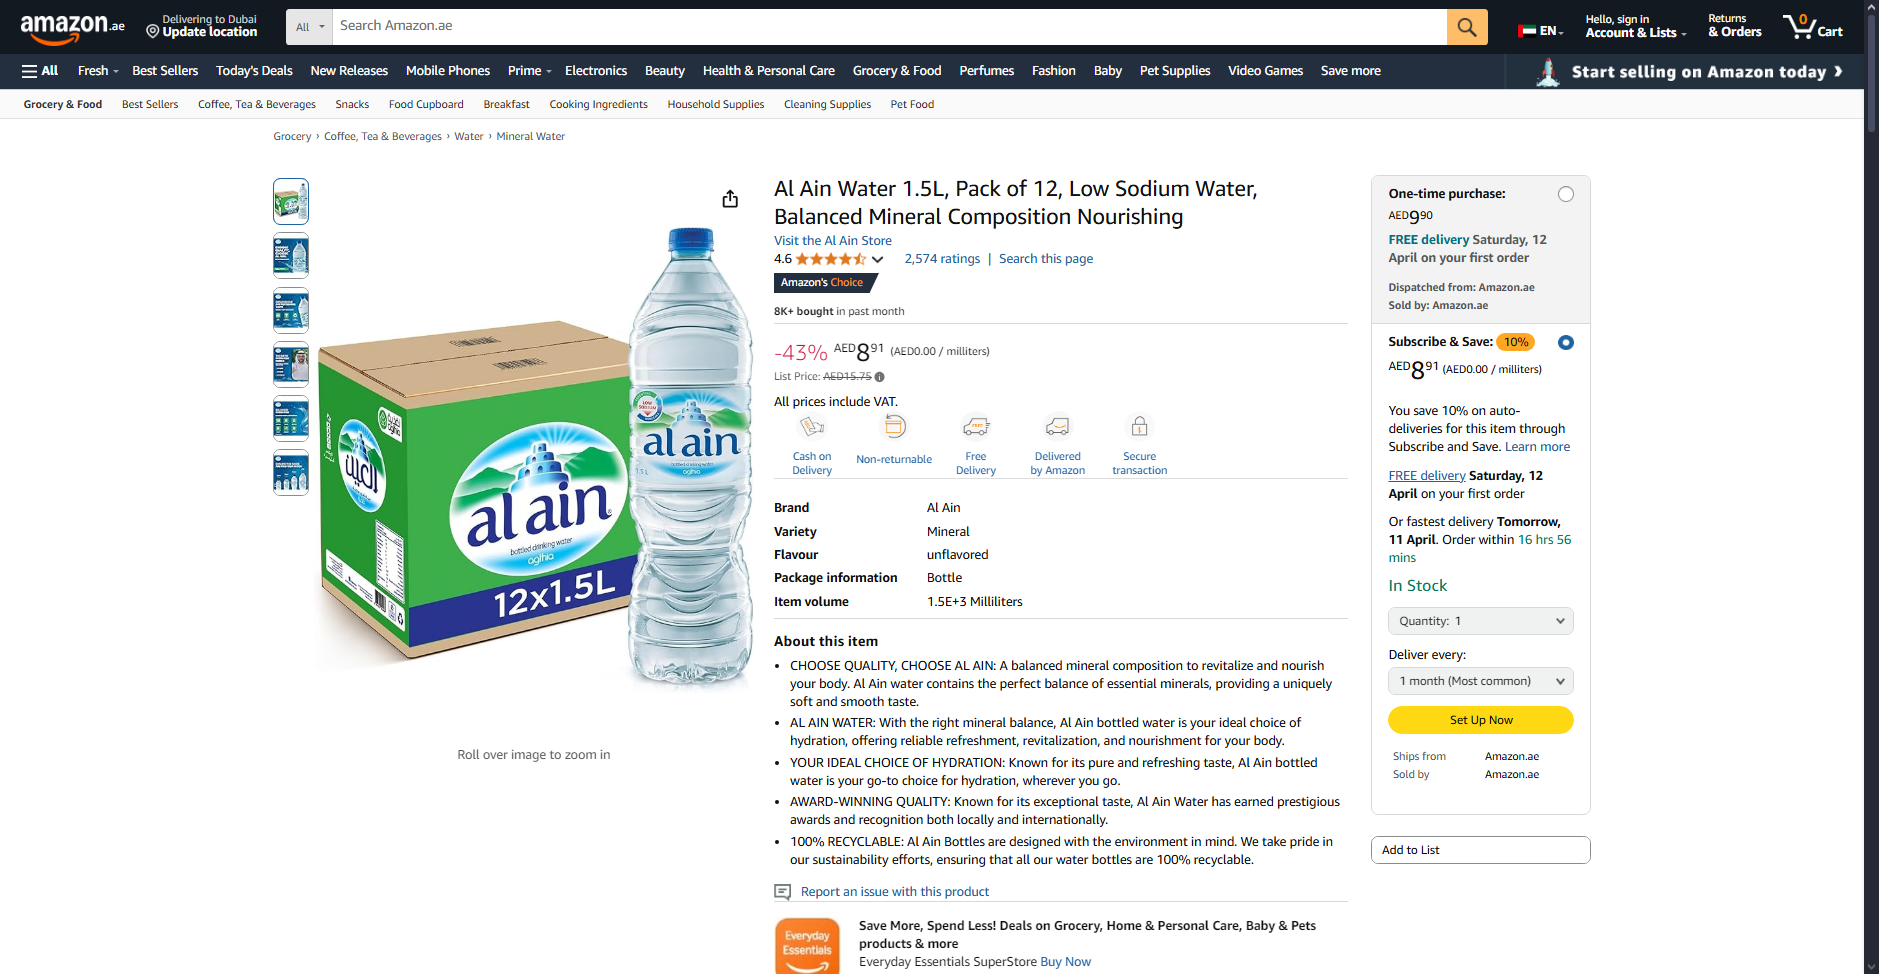 amazon.ae
Delivering to Dubai
Update location
All
Search Amazon.ae
EN
Hello, sign in
Account & Lists
Returns
& Orders
0
Cart
All
Fresh
Best Sellers
Today's Deals
New Releases
Mobile Phones
Prime
Electronics
Beauty
Health & Personal Care
Grocery & Food
Perfumes
Fashion
Baby
Pet Supplies
Video Games
Save more
Start selling on Amazon today ❯
Grocery & Food
Best Sellers
Coffee, Tea & Beverages
Snacks
Food Cupboard
Breakfast
Cooking Ingredients
Household Supplies
Cleaning Supplies
Pet Food
Grocery › Coffee, Tea & Beverages › Water › Mineral Water
العين
al ain
bottled drinking water
agthia
12x1.5L
LOW
SODIUM
al ain
bottled drinking water
agthia
1.5 L
Roll over image to zoom in
Al Ain Water 1.5L, Pack of 12, Low Sodium Water,
Balanced Mineral Composition Nourishing
Visit the Al Ain Store
4.6
2,574 ratings | Search this page
Amazon's Choice
8K+ bought in past month
-43% AED8.91 (AED0.00 / milliliters)
List Price: AED15.75
All prices include VAT.
Cash on
Delivery
Non-returnable
Free
Delivery
Delivered
by Amazon
Secure
transaction
Brand Al Ain
Variety Mineral
Flavour unflavored
Package information Bottle
Item volume 1.5E+3 Milliliters
About this item
• CHOOSE QUALITY, CHOOSE AL AIN: A balanced mineral composition to revitalize and nourish
your body. Al Ain water contains the perfect balance of essential minerals, providing a uniquely
soft and smooth taste.
• AL AIN WATER: With the right mineral balance, Al Ain bottled water is your ideal choice of
hydration, offering reliable refreshment, revitalization, and nourishment for your body.
• YOUR IDEAL CHOICE OF HYDRATION: Known for its pure and refreshing taste, Al Ain bottled
water is your go-to choice for hydration, wherever you go.
• AWARD-WINNING QUALITY: Known for its exceptional taste, Al Ain Water has earned prestigious
awards and recognition both locally and internationally.
• 100% RECYCLABLE: Al Ain Bottles are designed with the environment in mind. We take pride in
our sustainability efforts, ensuring that all our water bottles are 100% recyclable.
Report an issue with this product
Everyday
Essentials
Save More, Spend Less! Deals on Grocery, Home & Personal Care, Baby & Pets
products & more
Everyday Essentials SuperStore Buy Now
One-time purchase:
AED9.90
FREE delivery Saturday, 12
April on your first order
Dispatched from: Amazon.ae
Sold by: Amazon.ae
Subscribe & Save: 10%
AED8.91 (AED0.00 / milliliters)
You save 10% on auto-
deliveries for this item through
Subscribe and Save. Learn more
FREE delivery Saturday, 12
April on your first order
Or fastest delivery Tomorrow,
11 April. Order within 16 hrs 56
mins
In Stock
Quantity: 1
Deliver every:
1 month (Most common)
Set Up Now
Ships from Amazon.ae
Sold by Amazon.ae
Add to List